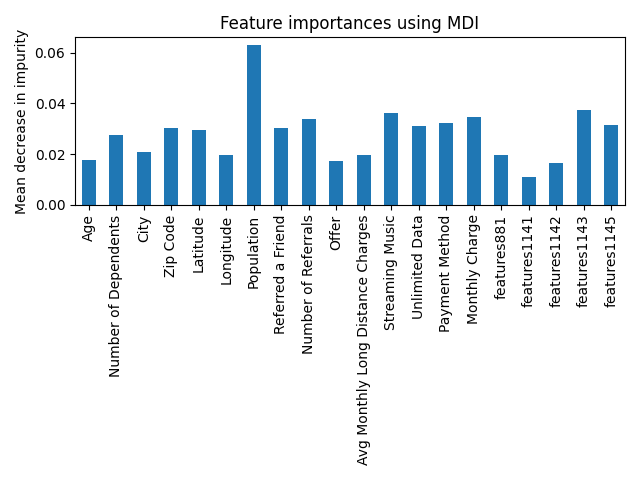 Feature importances using MDI
Mean decrease in impurity
0.06
0.04
0.02
0.00
Age
Number of Dependents
City
Zip Code
Latitude
Longitude
Population
Referred a Friend
Number of Referrals
Offer
Avg Monthly Long Distance Charges
Streaming Music
Unlimited Data
Payment Method
Monthly Charge
features881
features1141
features1142
features1143
features1145